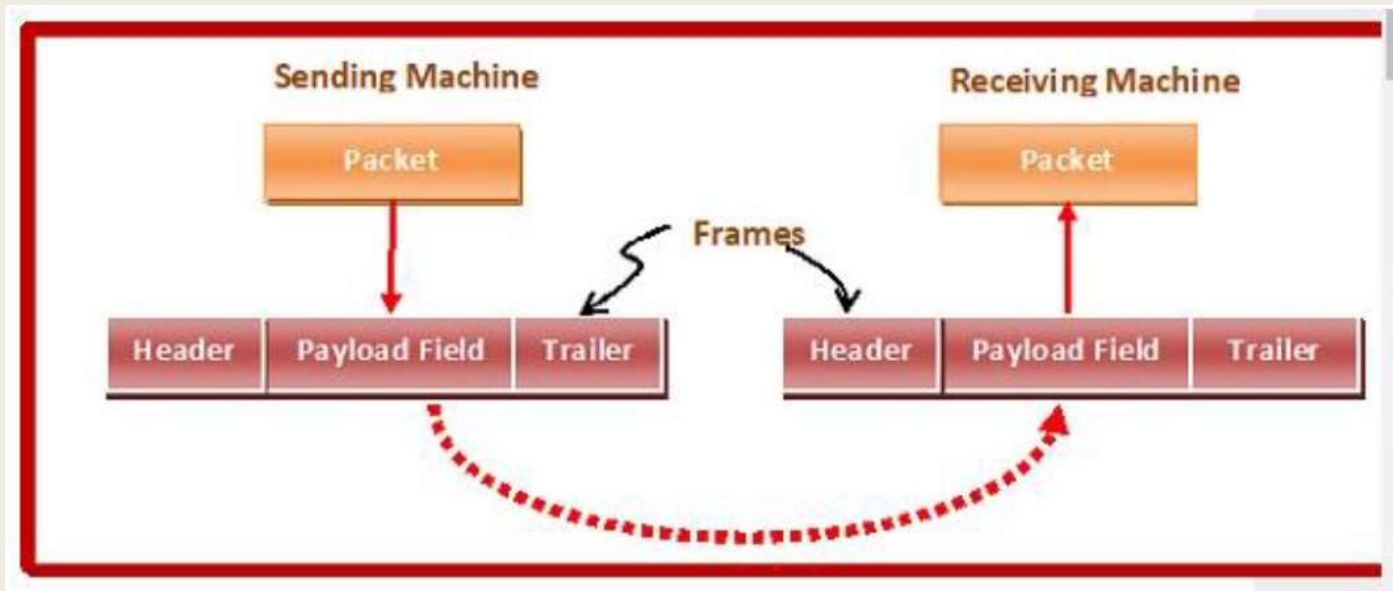 Sending Machine
Receiving Machine
Packet
Packet
Frames
Header Payload Field Trailer
Header Payload Field Trailer